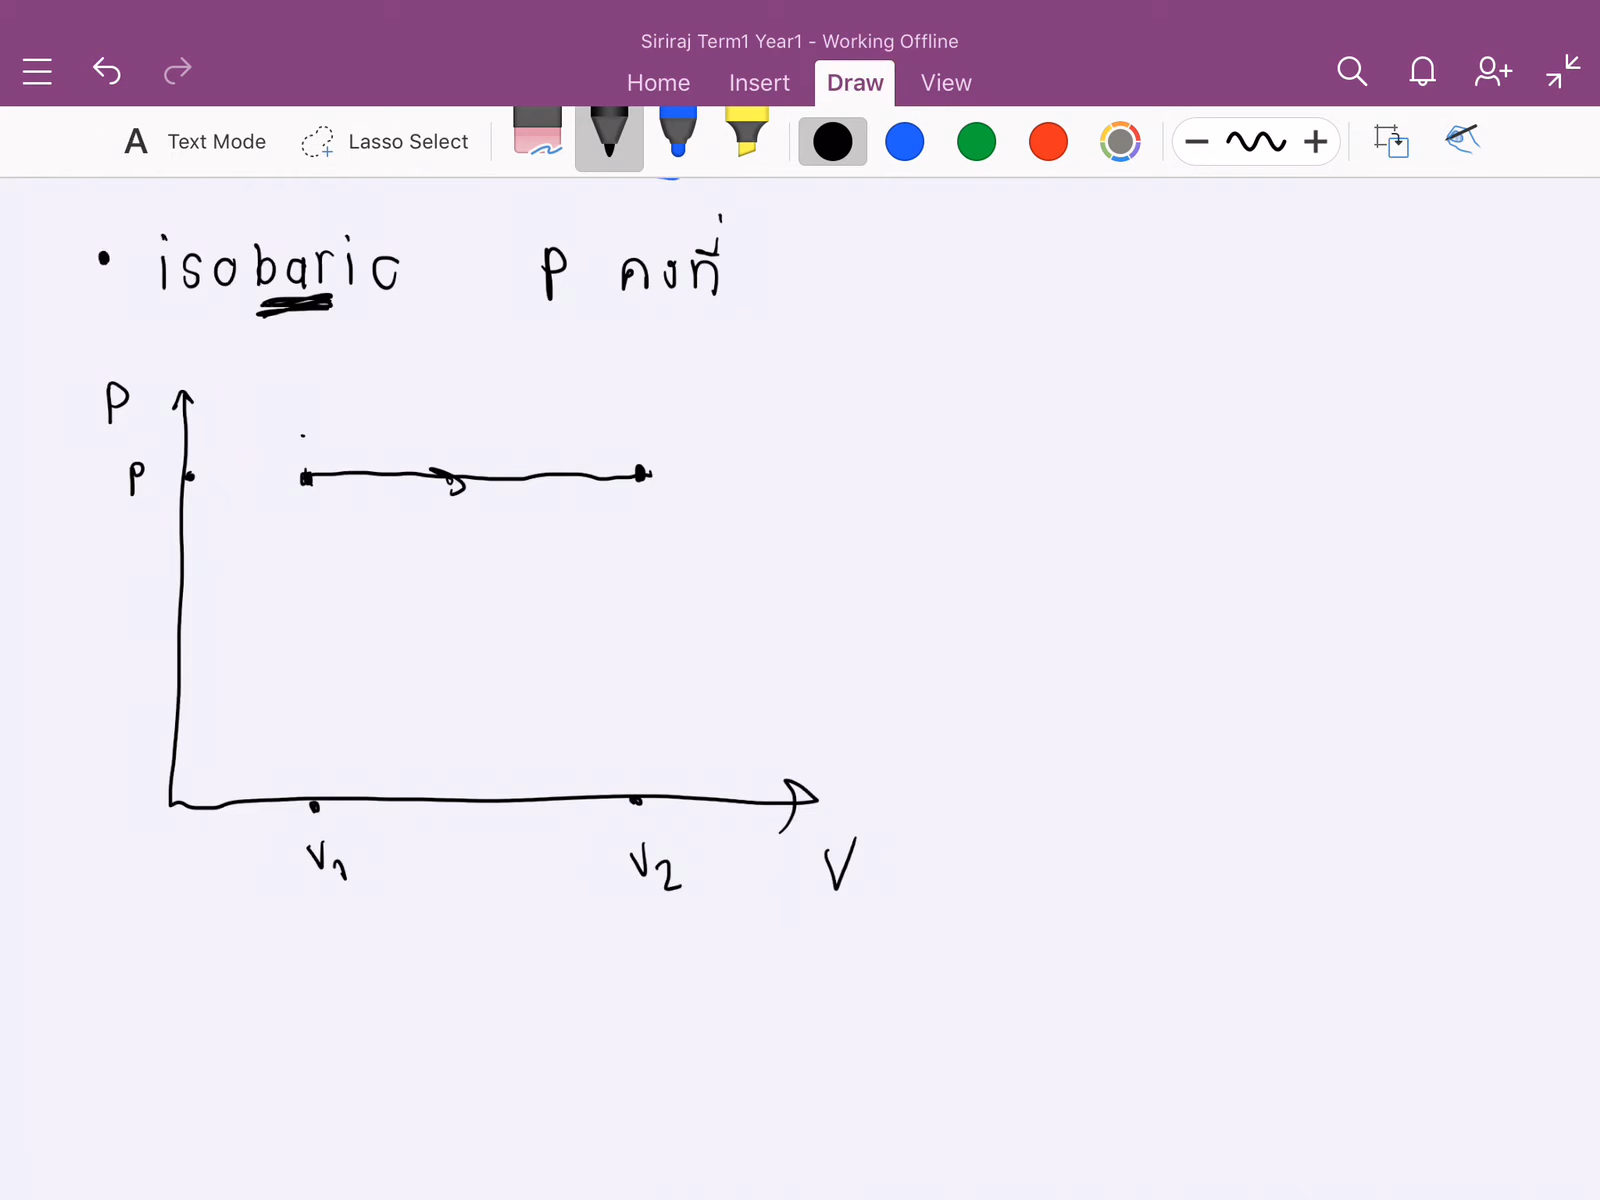 Siriraj Term1 Year1 - Working Offline
Home Insert Draw View
A Text Mode Lasso Select
• isobaric P คงที่
P
P
V1 V2 V